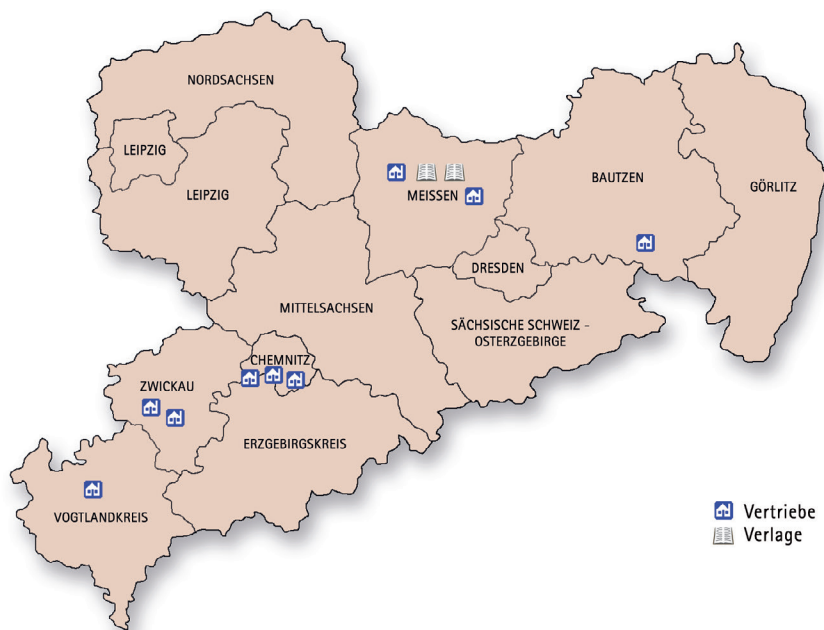 NORDSACHSEN
LEIPZIG
LEIPZIG
MEISSEN
BAUTZEN
GÖRLITZ
DRESDEN
MITTELSACHSEN
SÄCHSISCHE SCHWEIZ -
OSTERZGEBIRGE
CHEMNITZ
ZWICKAU
ERZGEBIRGSKREIS
VOGTLANDKREIS
Vertriebe
Verlage